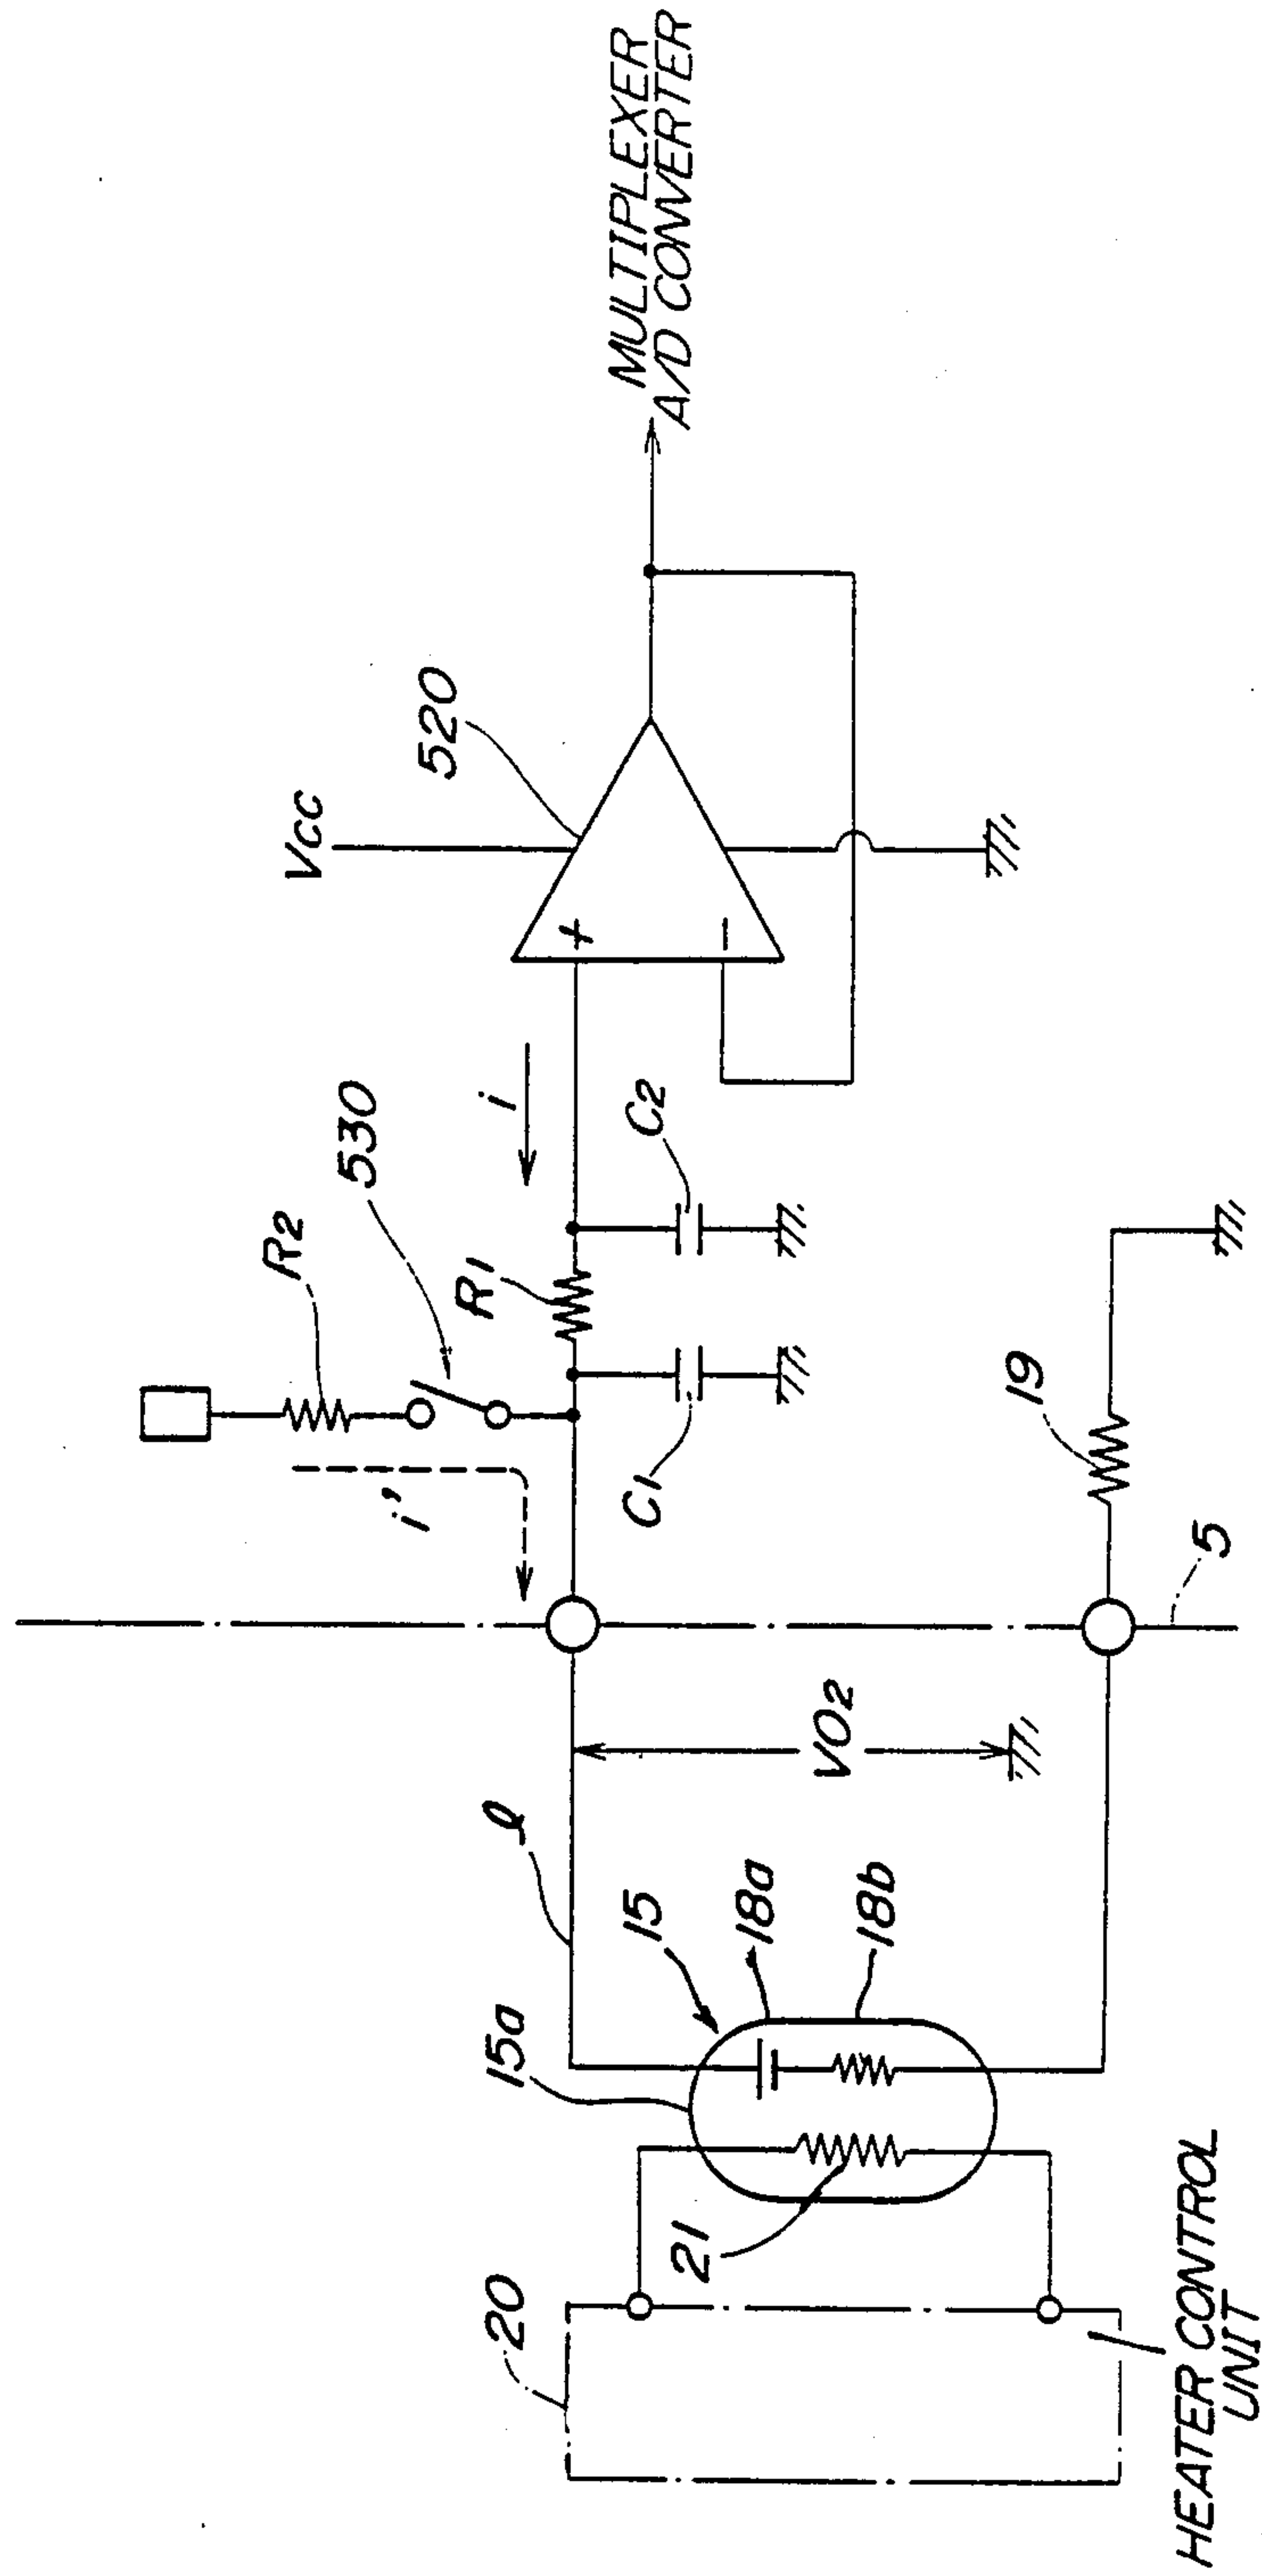 MULTIPLEXER
A/D CONVERTER
Vcc
520
+
−
i
530
R2
R1
C2
C1
i'
19
5
VO2
ℓ
15
15a
18a
18b
21
20
HEATER CONTROL
UNIT